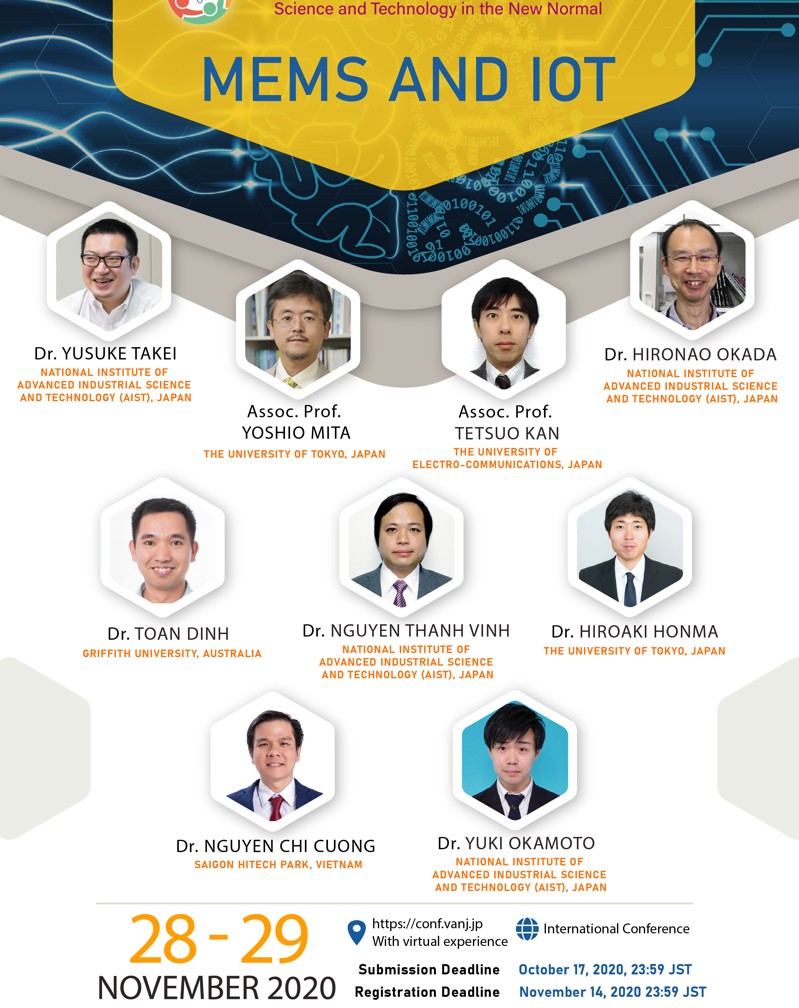 Science and Technology in the New Normal
MEMS AND IOT
Dr. YUSUKE TAKEI
NATIONAL INSTITUTE OF
ADVANCED INDUSTRIAL SCIENCE
AND TECHNOLOGY (AIST), JAPAN
Assoc. Prof.
YOSHIO MITA
THE UNIVERSITY OF TOKYO, JAPAN
Assoc. Prof.
TETSUO KAN
THE UNIVERSITY OF
ELECTRO-COMMUNICATIONS, JAPAN
Dr. HIRONAO OKADA
NATIONAL INSTITUTE OF
ADVANCED INDUSTRIAL SCIENCE
AND TECHNOLOGY (AIST), JAPAN
Dr. TOAN DINH
GRIFFITH UNIVERSITY, AUSTRALIA
Dr. NGUYEN THANH VINH
NATIONAL INSTITUTE OF
ADVANCED INDUSTRIAL SCIENCE
AND TECHNOLOGY (AIST), JAPAN
Dr. HIROAKI HONMA
THE UNIVERSITY OF TOKYO, JAPAN
Dr. NGUYEN CHI CUONG
SAIGON HITECH PARK, VIETNAM
Dr. YUKI OKAMOTO
NATIONAL INSTITUTE OF
ADVANCED INDUSTRIAL SCIENCE
AND TECHNOLOGY (AIST), JAPAN
28 - 29
NOVEMBER 2020
https://conf.vanj.jp
With virtual experience
International Conference
Submission Deadline October 17, 2020, 23:59 JST
Registration Deadline November 14, 2020 23:59 JST